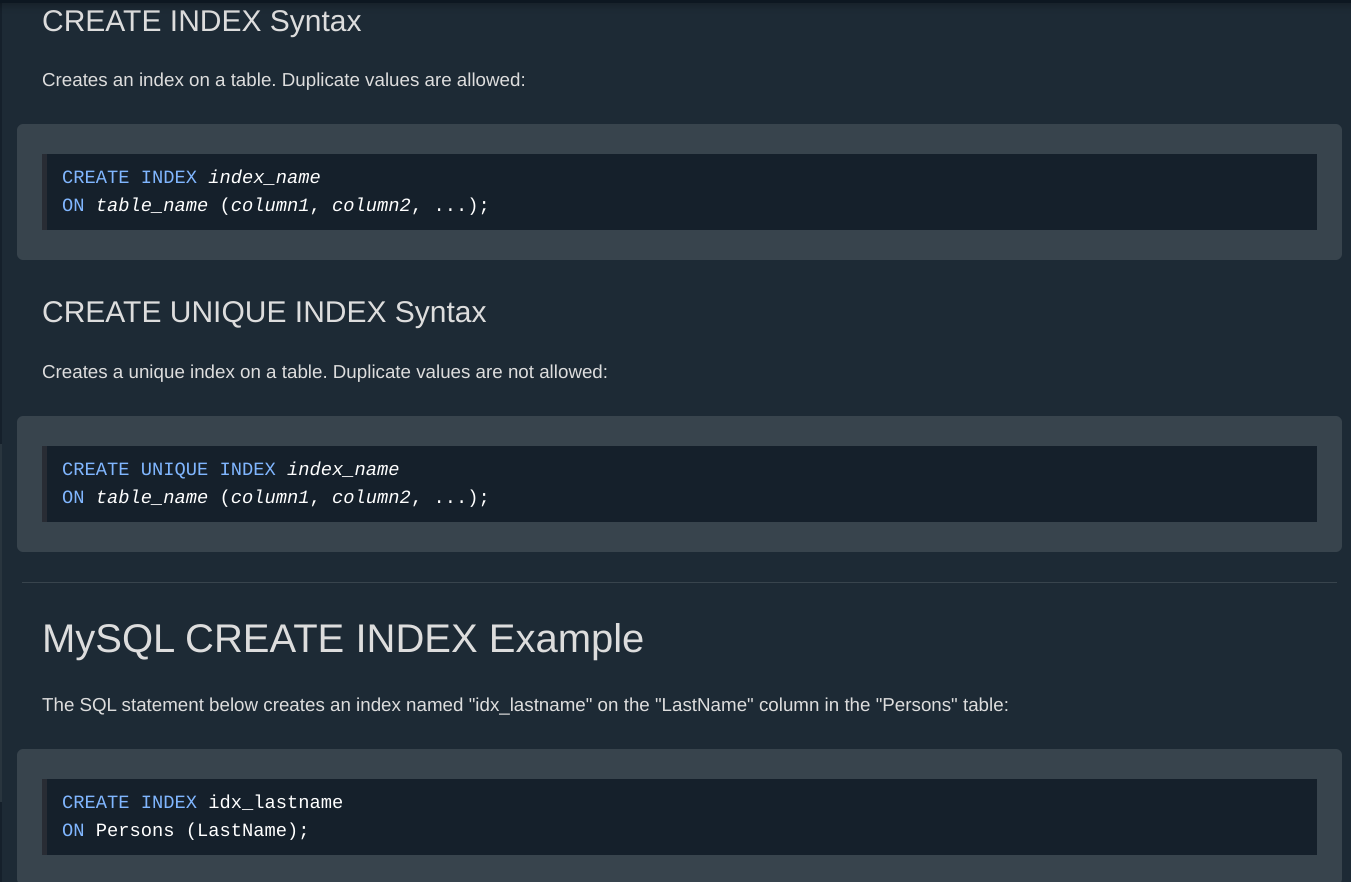 CREATE INDEX Syntax
Creates an index on a table. Duplicate values are allowed:
CREATE INDEX index_name
ON table_name (column1, column2, ...);
CREATE UNIQUE INDEX Syntax
Creates a unique index on a table. Duplicate values are not allowed:
CREATE UNIQUE INDEX index_name
ON table_name (column1, column2, ...);
MySQL CREATE INDEX Example
The SQL statement below creates an index named "idx_lastname" on the "LastName" column in the "Persons" table:
CREATE INDEX idx_lastname
ON Persons (LastName);